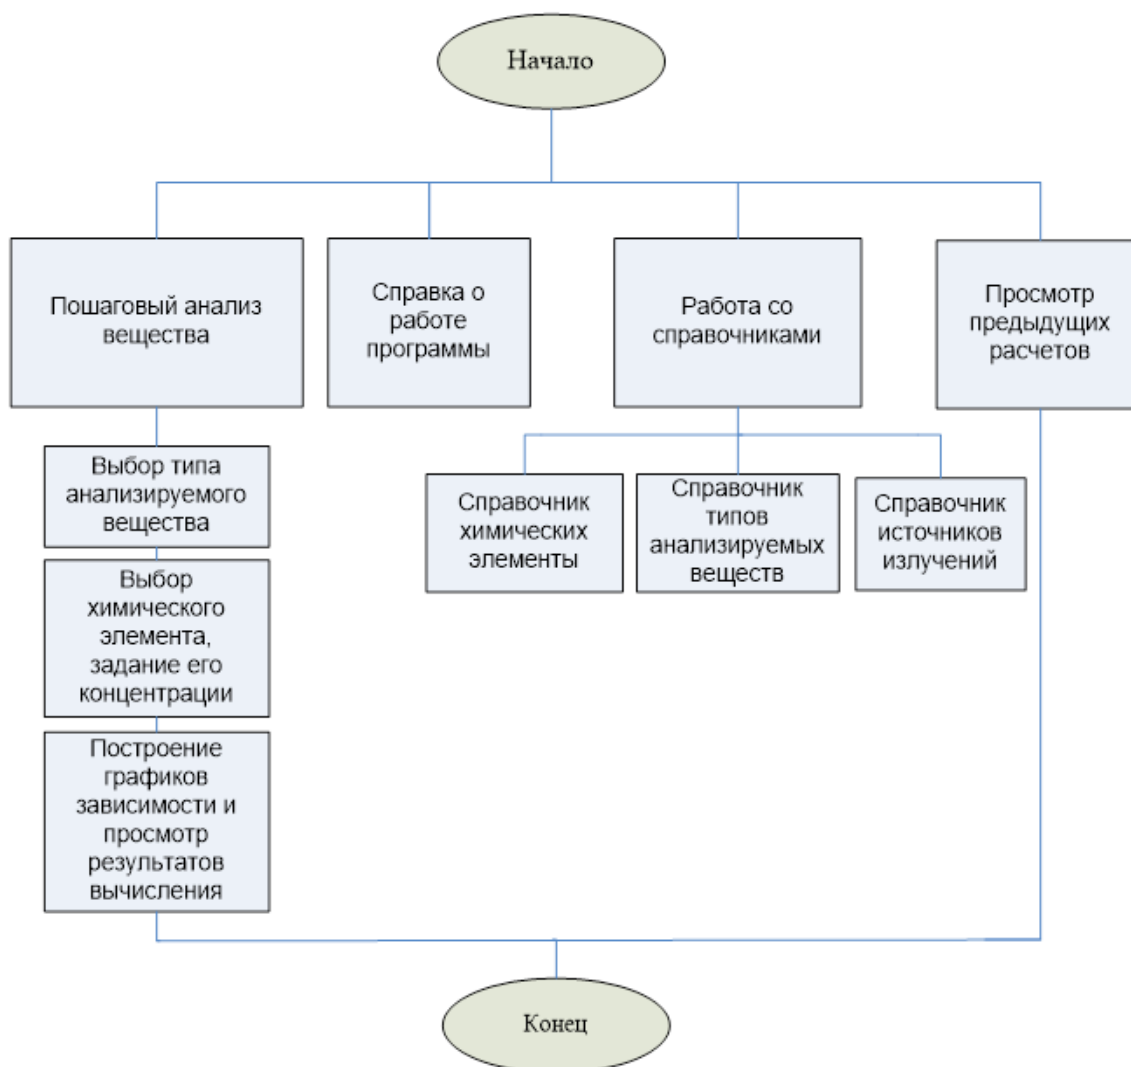 Начало
Пошаговый анализ
вещества
Справка о
работе
программы
Работа со
справочниками
Просмотр
предыдущих
расчетов
Выбор типа
анализируемого
вещества
Выбор
химического
элемента,
задание его
концентрации
Построение
графиков
зависимости и
просмотр
результатов
вычисления
Справочник
химических
элементы
Справочник
типов
анализируемых
веществ
Справочник
источников
излучений
Конец